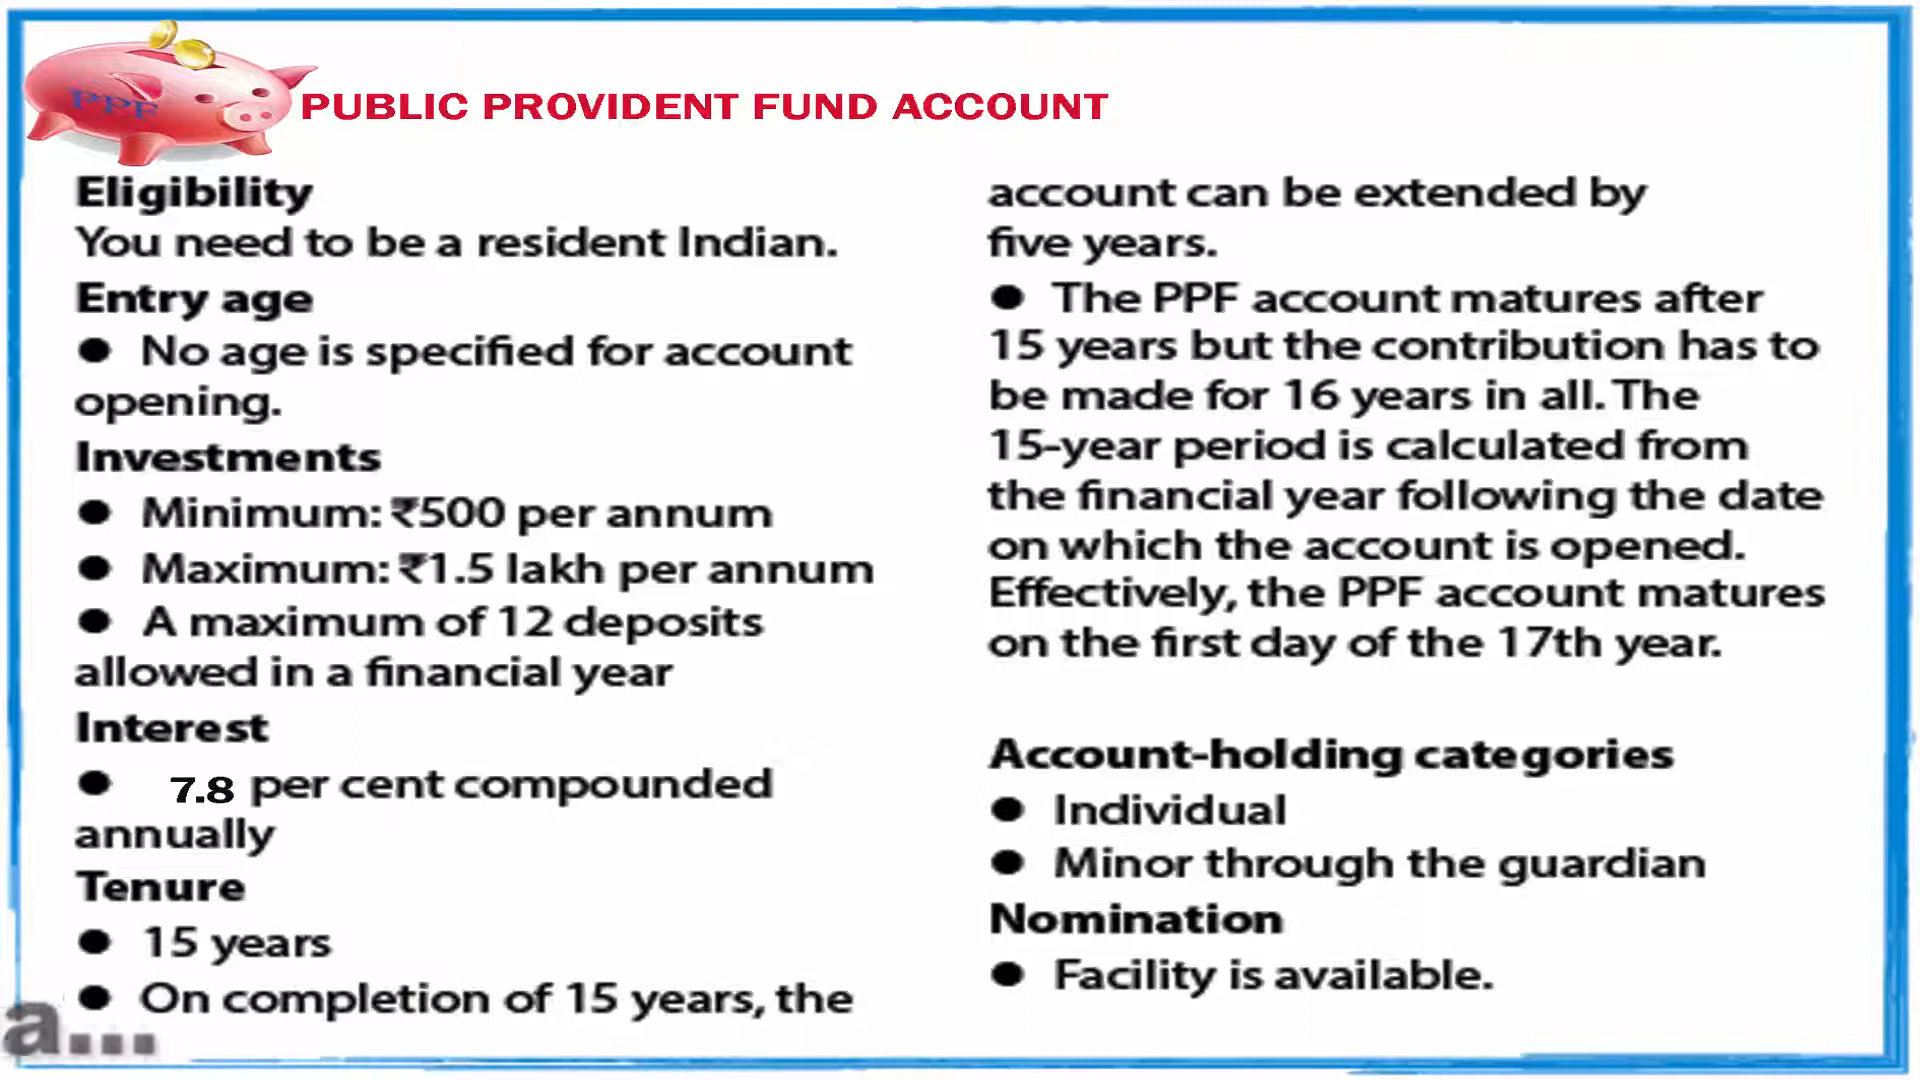 PPF
PUBLIC PROVIDENT FUND ACCOUNT
Eligibility
You need to be a resident Indian.
Entry age
● No age is specified for account
opening.
Investments
● Minimum: ₹500 per annum
● Maximum: ₹1.5 lakh per annum
● A maximum of 12 deposits
allowed in a financial year
Interest
● 7.8 per cent compounded
annually
Tenure
● 15 years
● On completion of 15 years, the
account can be extended by
five years.
● The PPF account matures after
15 years but the contribution has to
be made for 16 years in all. The
15-year period is calculated from
the financial year following the date
on which the account is opened.
Effectively, the PPF account matures
on the first day of the 17th year.
Account-holding categories
● Individual
● Minor through the guardian
Nomination
● Facility is available.
a...